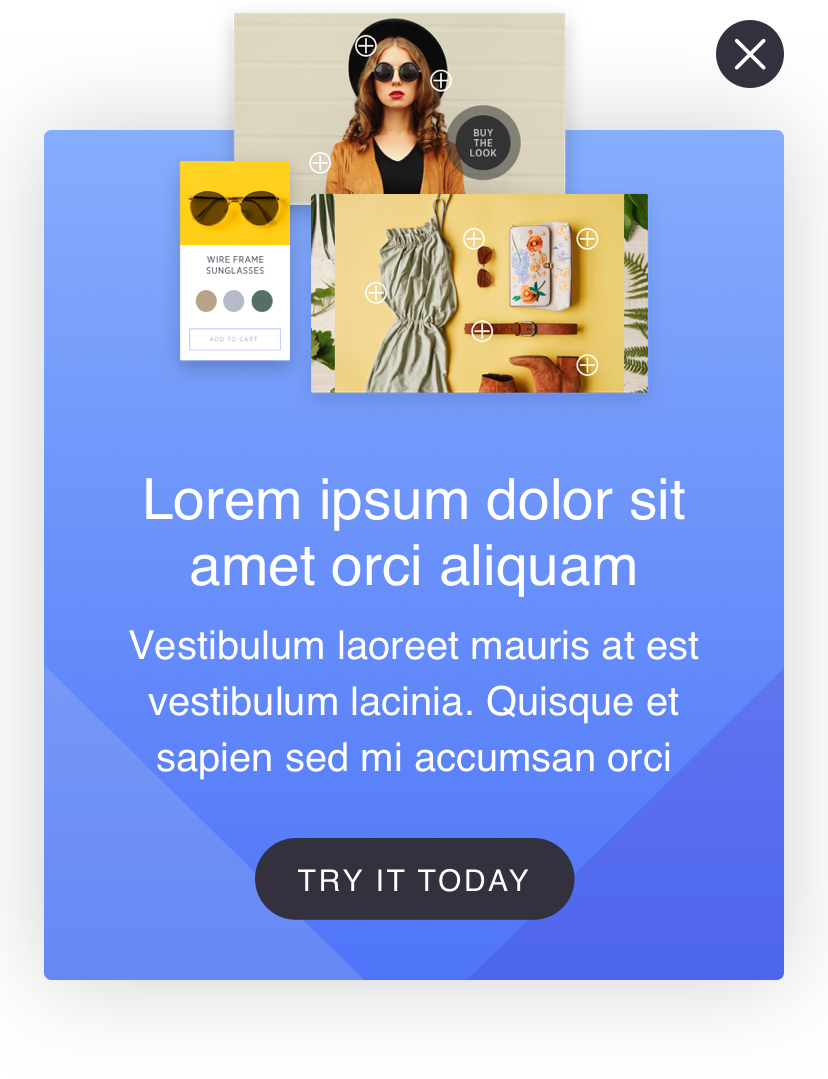 BUY
THE
LOOK
WIRE FRAME
SUNGLASSES
ADD TO CART
Lorem ipsum dolor sit
amet orci aliquam
Vestibulum laoreet mauris at est
vestibulum lacinia. Quisque et
sapien sed mi accumsan orci
TRY IT TODAY